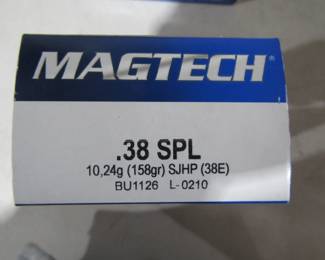 MAGTECH®
.38 SPL
10,24g (158gr) SJHP (38E)
BU1126 L-0210